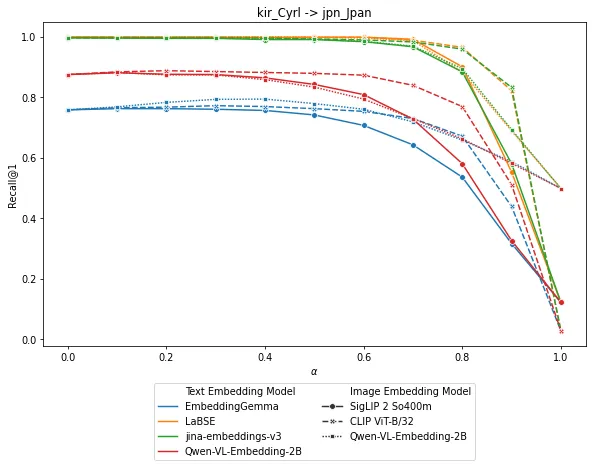 kir_Cyrl -> jpn_Jpan
Recall@1
1.0
0.8
0.6
0.4
0.2
0.0
0.0 0.2 0.4 0.6 0.8 1.0
α
Text Embedding Model Image Embedding Model
EmbeddingGemma SigLIP 2 So400m
LaBSE CLIP ViT-B/32
jina-embeddings-v3 Qwen-VL-Embedding-2B
Qwen-VL-Embedding-2B